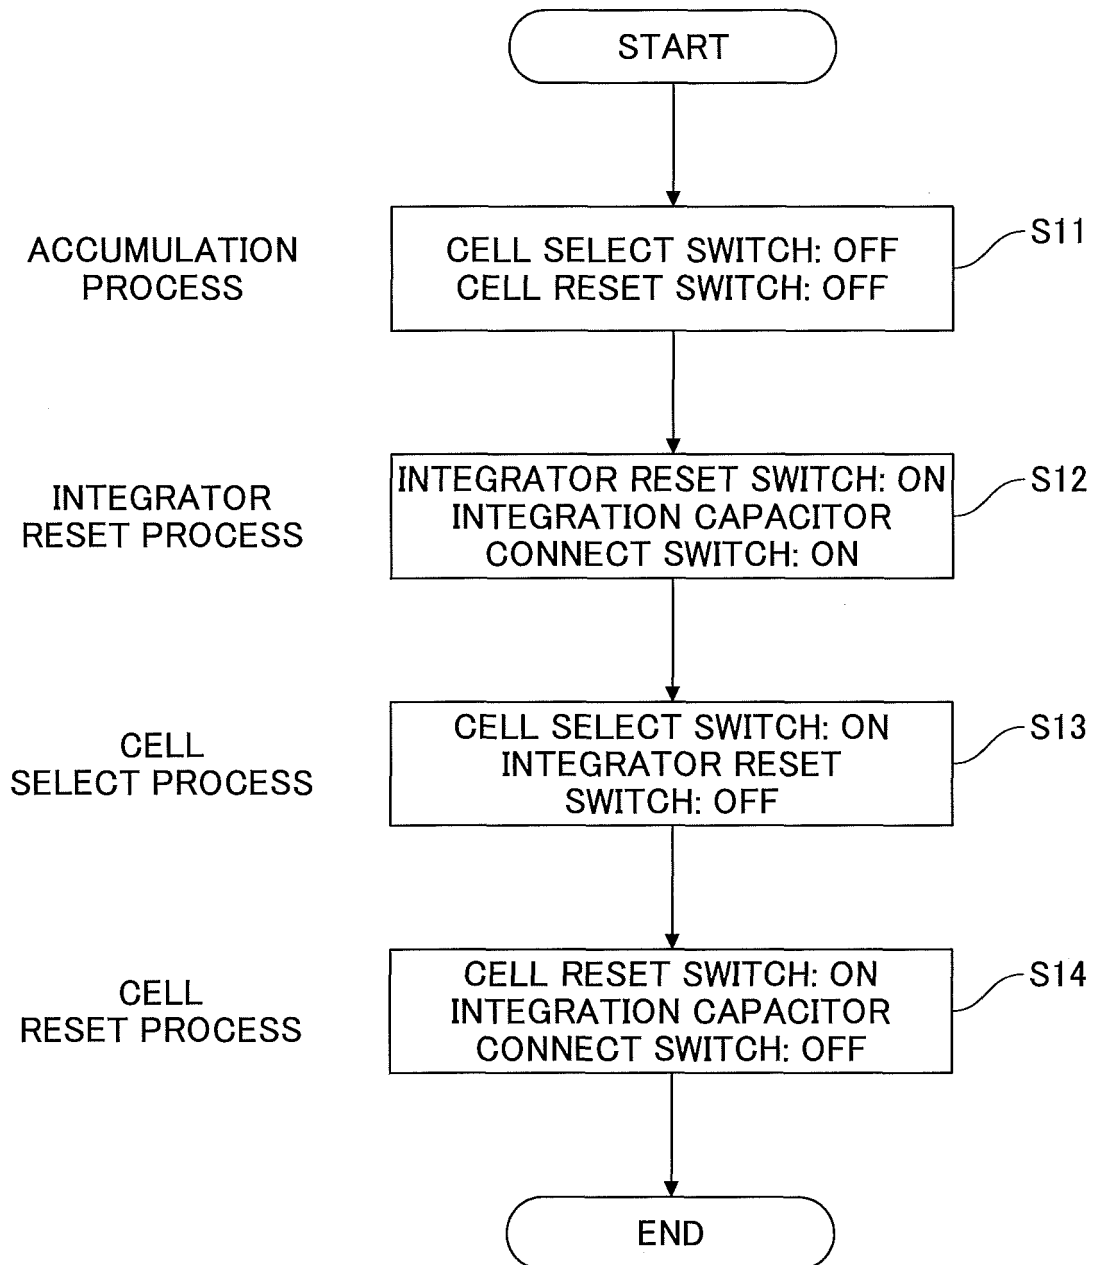 START
ACCUMULATION
PROCESS
CELL SELECT SWITCH: OFF
CELL RESET SWITCH: OFF
S11
INTEGRATOR
RESET PROCESS
INTEGRATOR RESET SWITCH: ON
INTEGRATION CAPACITOR
CONNECT SWITCH: ON
S12
CELL
SELECT PROCESS
CELL SELECT SWITCH: ON
INTEGRATOR RESET
SWITCH: OFF
S13
CELL
RESET PROCESS
CELL RESET SWITCH: ON
INTEGRATION CAPACITOR
CONNECT SWITCH: OFF
S14
END